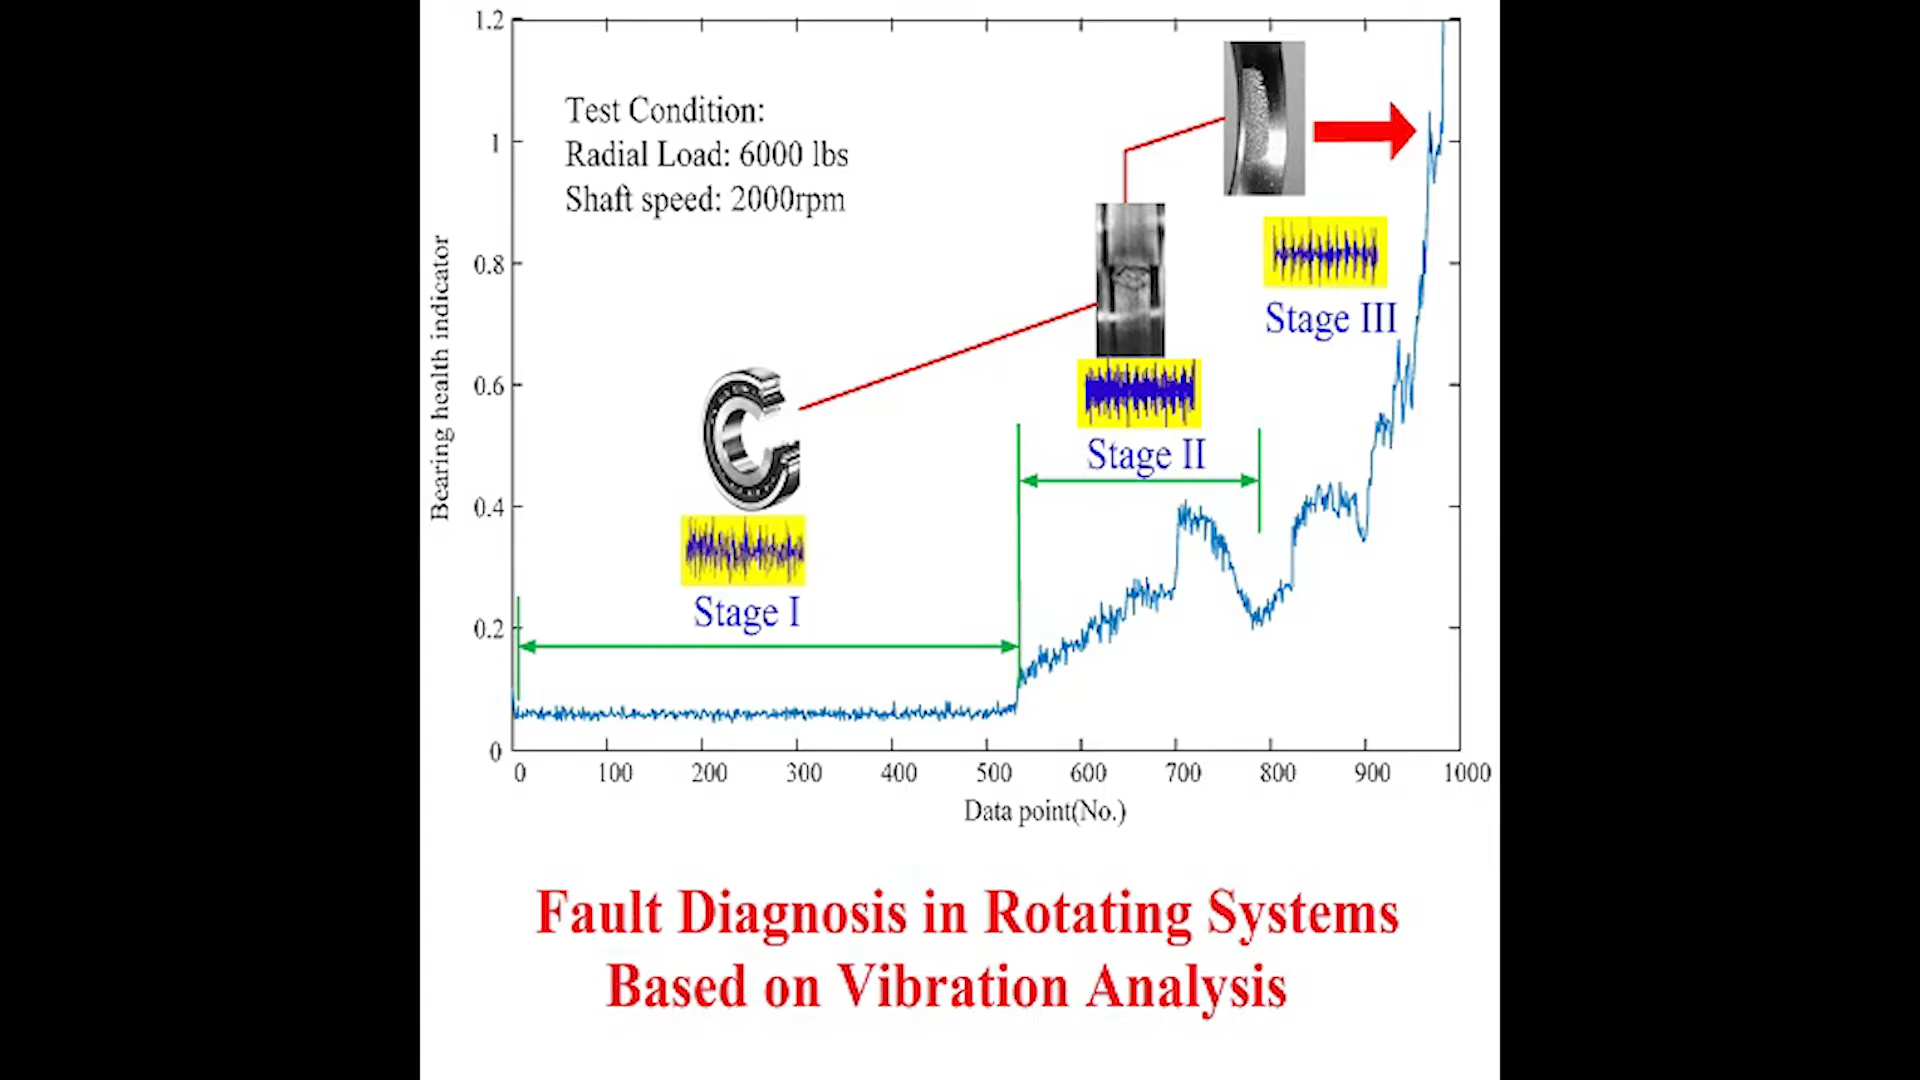 1.2
Test Condition:
Radial Load: 6000 lbs
Shaft speed: 2000rpm
1
0.8
Stage III
Bearing health indicator
0.6
Stage II
0.4
Stage I
0.2
0
0 100 200 300 400 500 600 700 800 900 1000
Data point(No.)
Fault Diagnosis in Rotating Systems
Based on Vibration Analysis